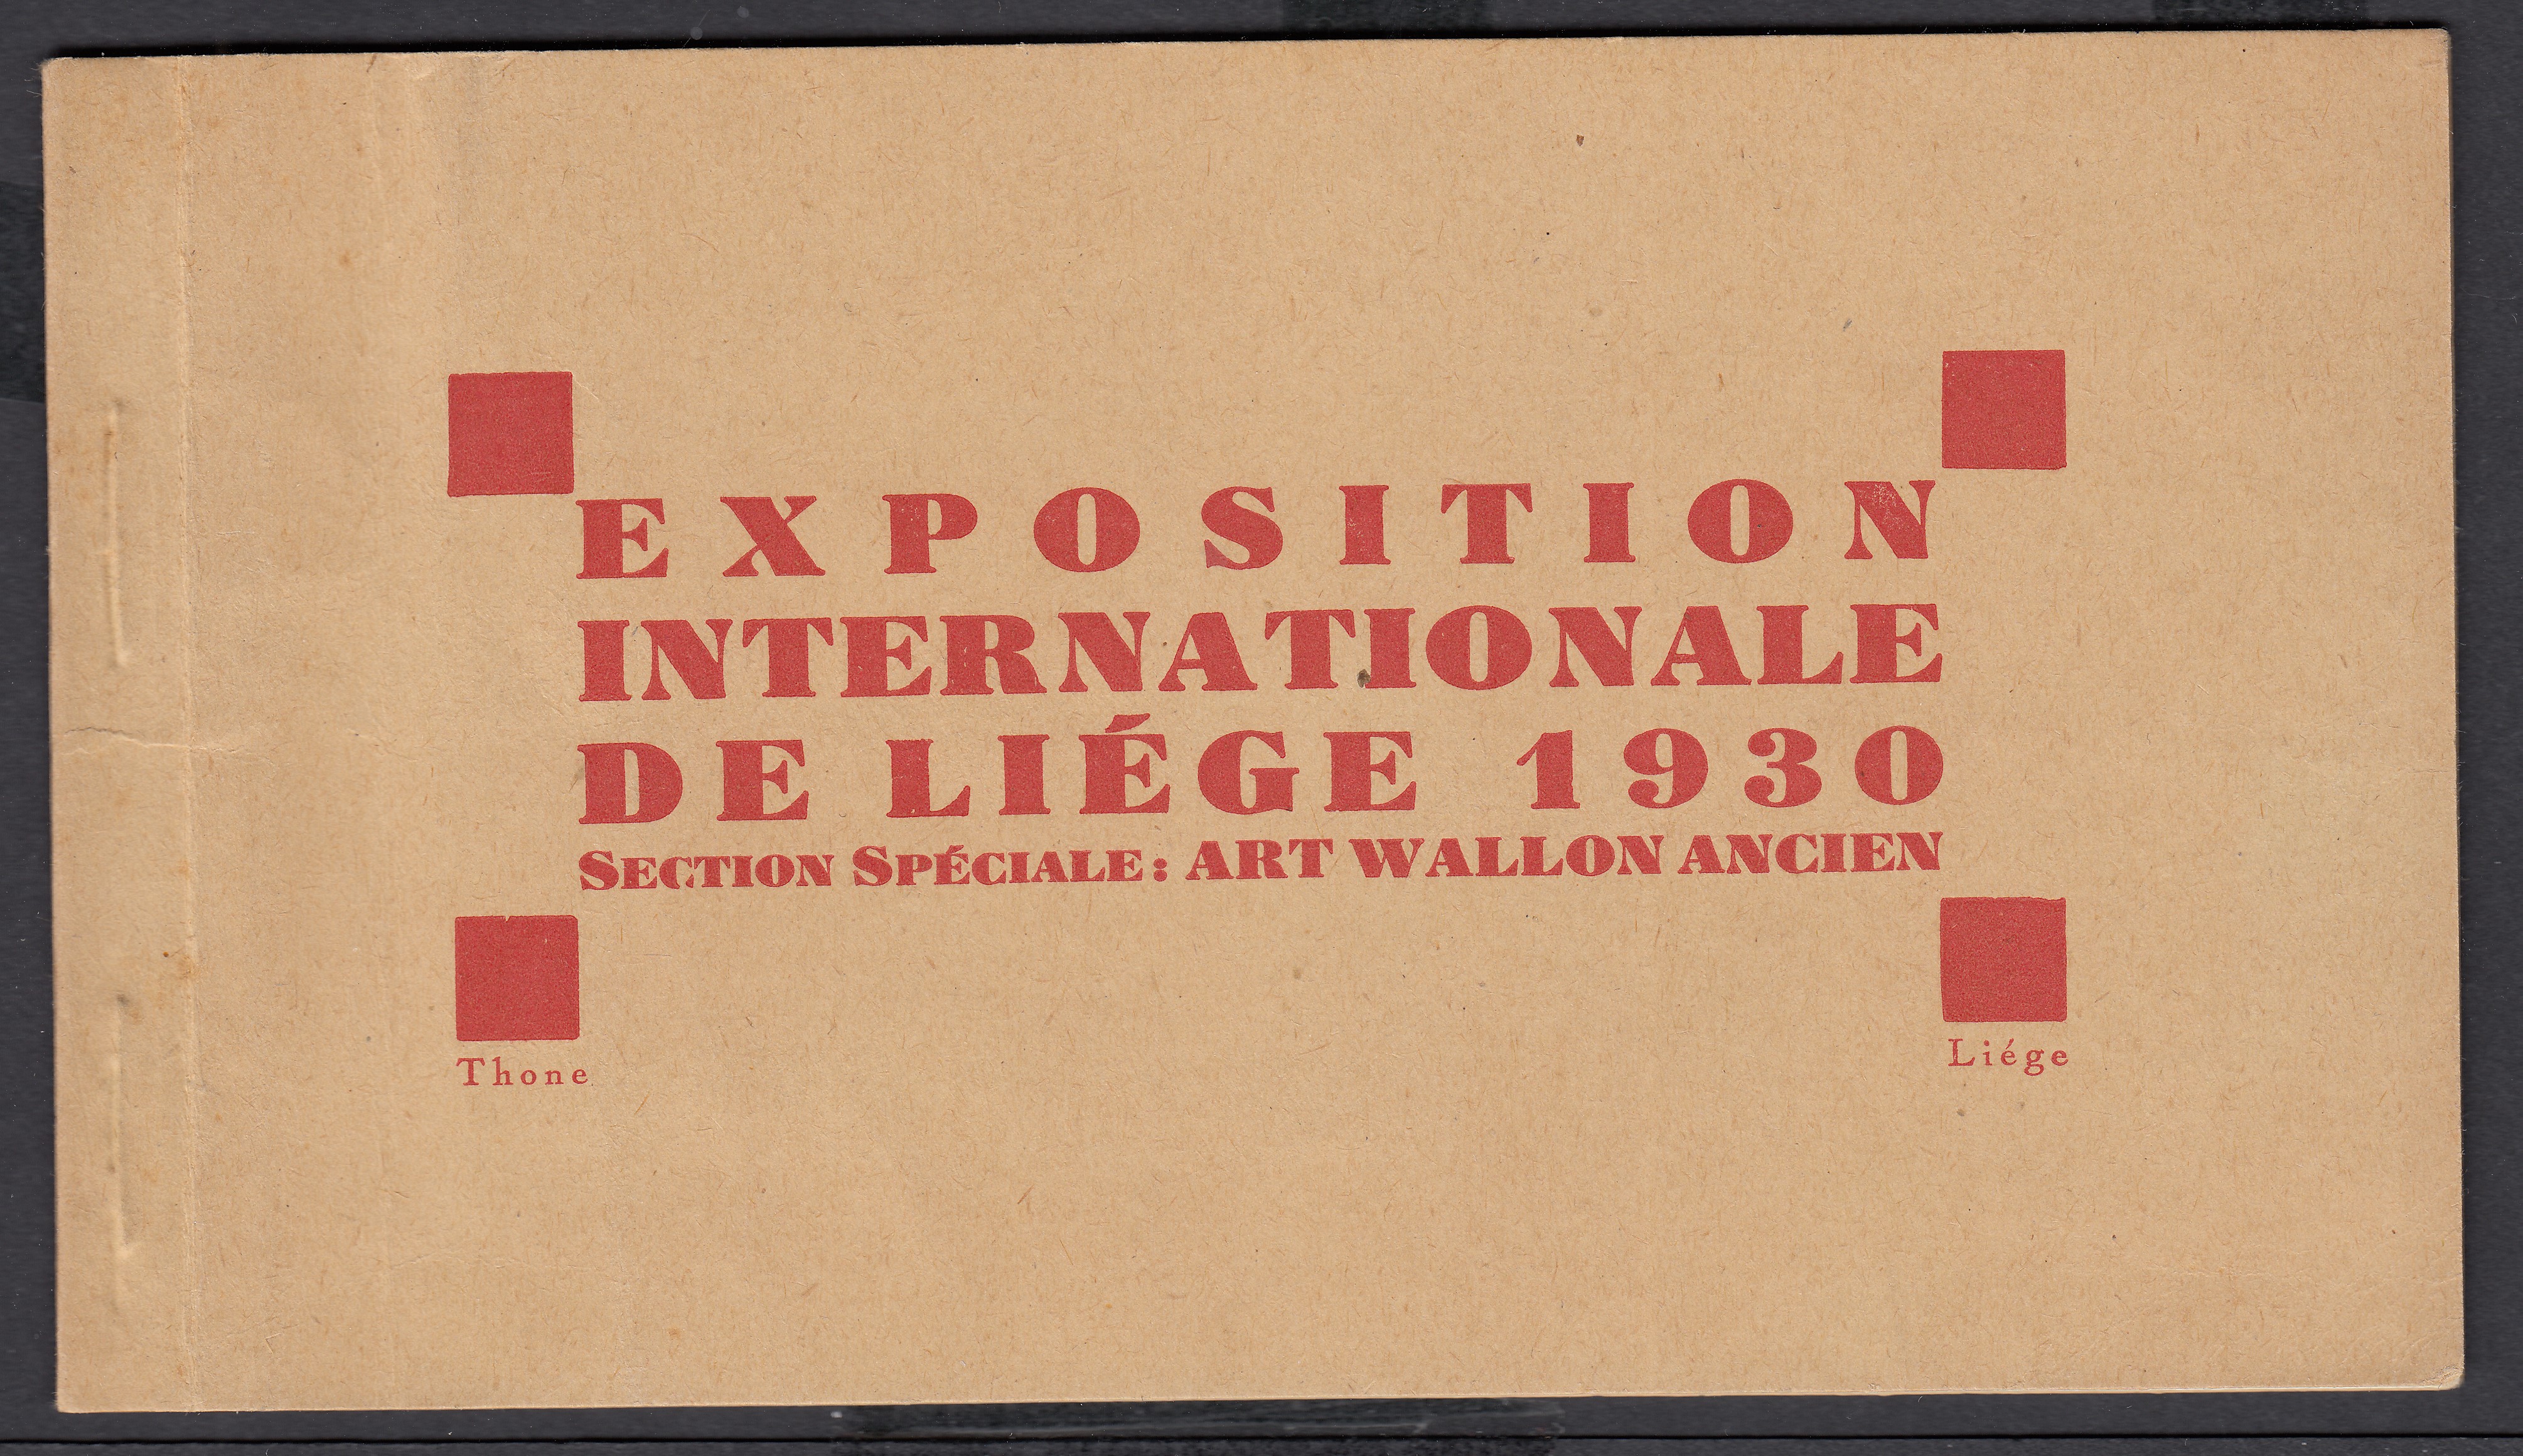 EXPOSITION
INTERNATIONALE
DE LIÉGE 1930
SECTION SPÉCIALE: ART WALLON ANCIEN
Thone
Liége